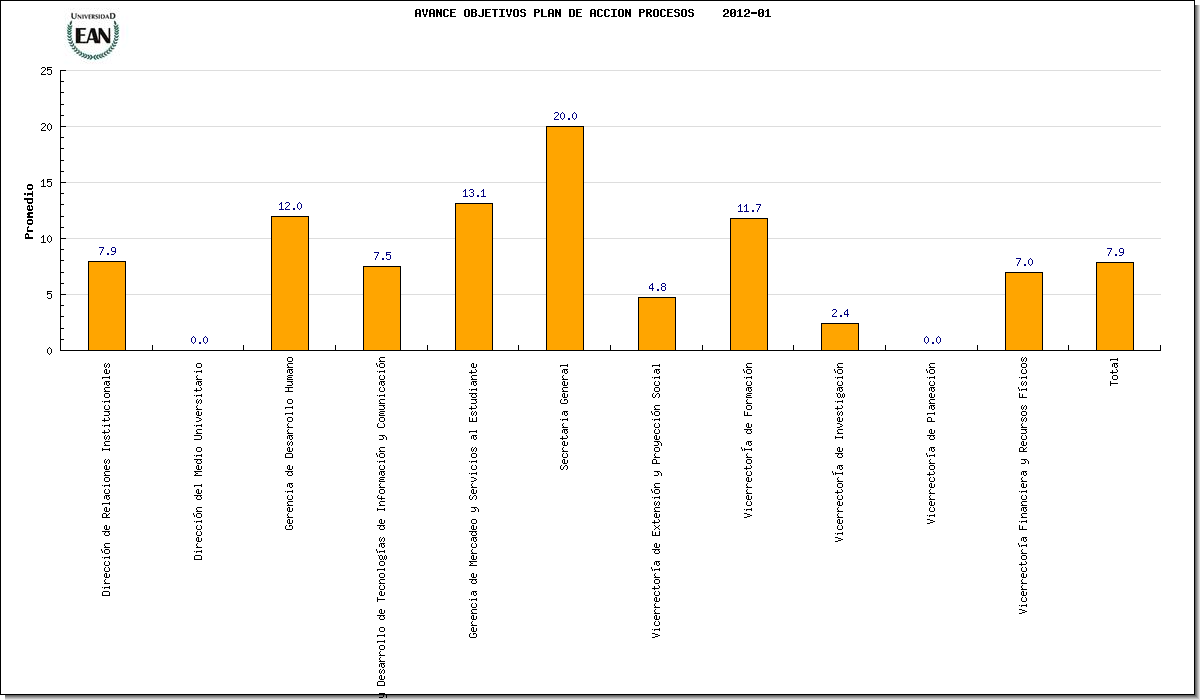 UNIVERSIDAD
EAN
AVANCE OBJETIVOS PLAN DE ACCION PROCESOS 2012-01
Promedio
25
20
15
10
5
0
7.9
0.0
12.0
7.5
13.1
20.0
4.8
11.7
2.4
0.0
7.0
7.9
Dirección de Relaciones Institucionales
Dirección del Medio Universitario
Gerencia de Desarrollo Humano
y Desarrollo de Tecnologías de Información y Comunicación
Gerencia de Mercadeo y Servicios al Estudiante
Secretaria General
Vicerrectoría de Extensión y Proyección Social
VicerrectorÍa de Formación
VicerrectorÍa de Investigación
Vicerrectoría de Planeación
Vicerrectoría Financiera y Recursos Físicos
Total